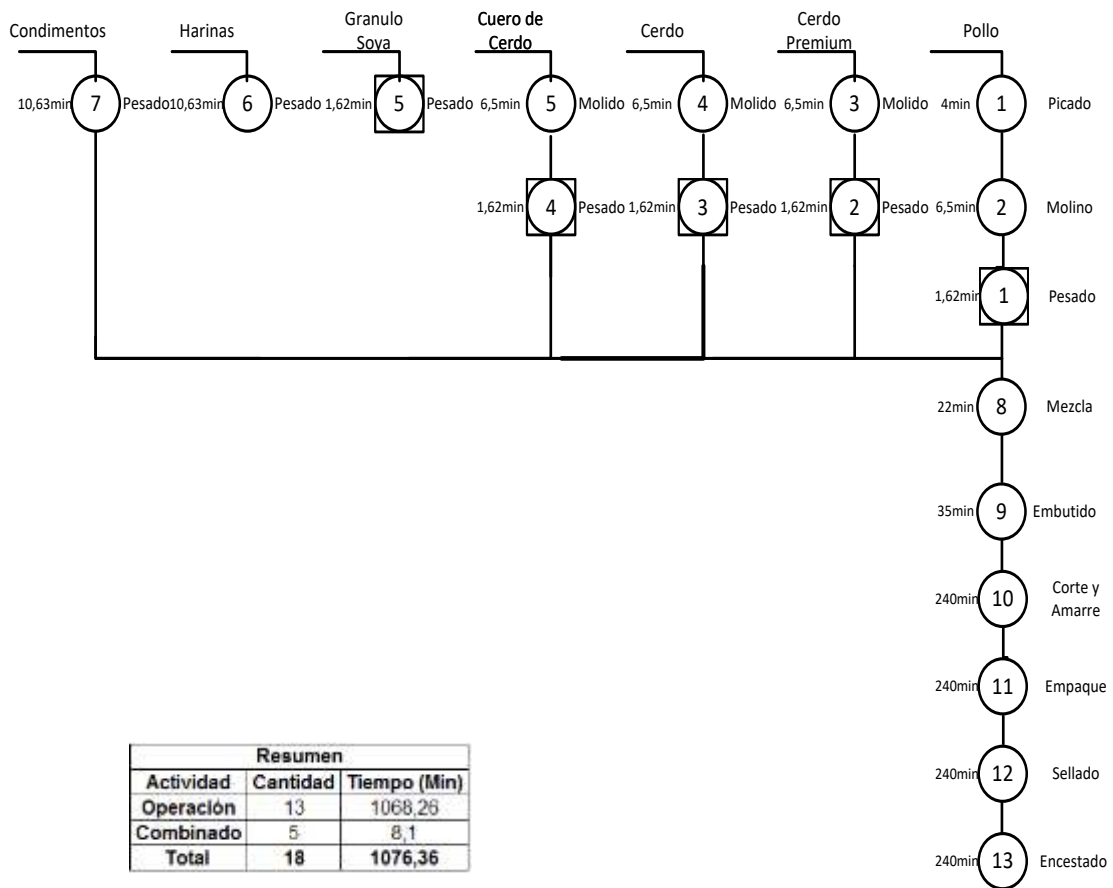 Condimentos
Harinas
Granulo
Soya
Cuero de
Cerdo
Cerdo
Cerdo
Premium
Pollo
10,63min 7 Pesado
10,63min 6 Pesado
1,62min 5 Pesado
6,5min 5 Molido
6,5min 4 Molido
6,5min 3 Molido
4min 1 Picado
1,62min 4 Pesado
1,62min 3 Pesado
1,62min 2 Pesado
6,5min 2 Molino
1,62min 1 Pesado
22min 8 Mezcla
35min 9 Embutido
240min 10 Corte y
Amarre
240min 11 Empaque
240min 12 Sellado
240min 13 Encestado
Resumen
Actividad Cantidad Tiempo (Min)
Operación 13 1068,26
Combinado 5 8,1
Total 18 1076,36